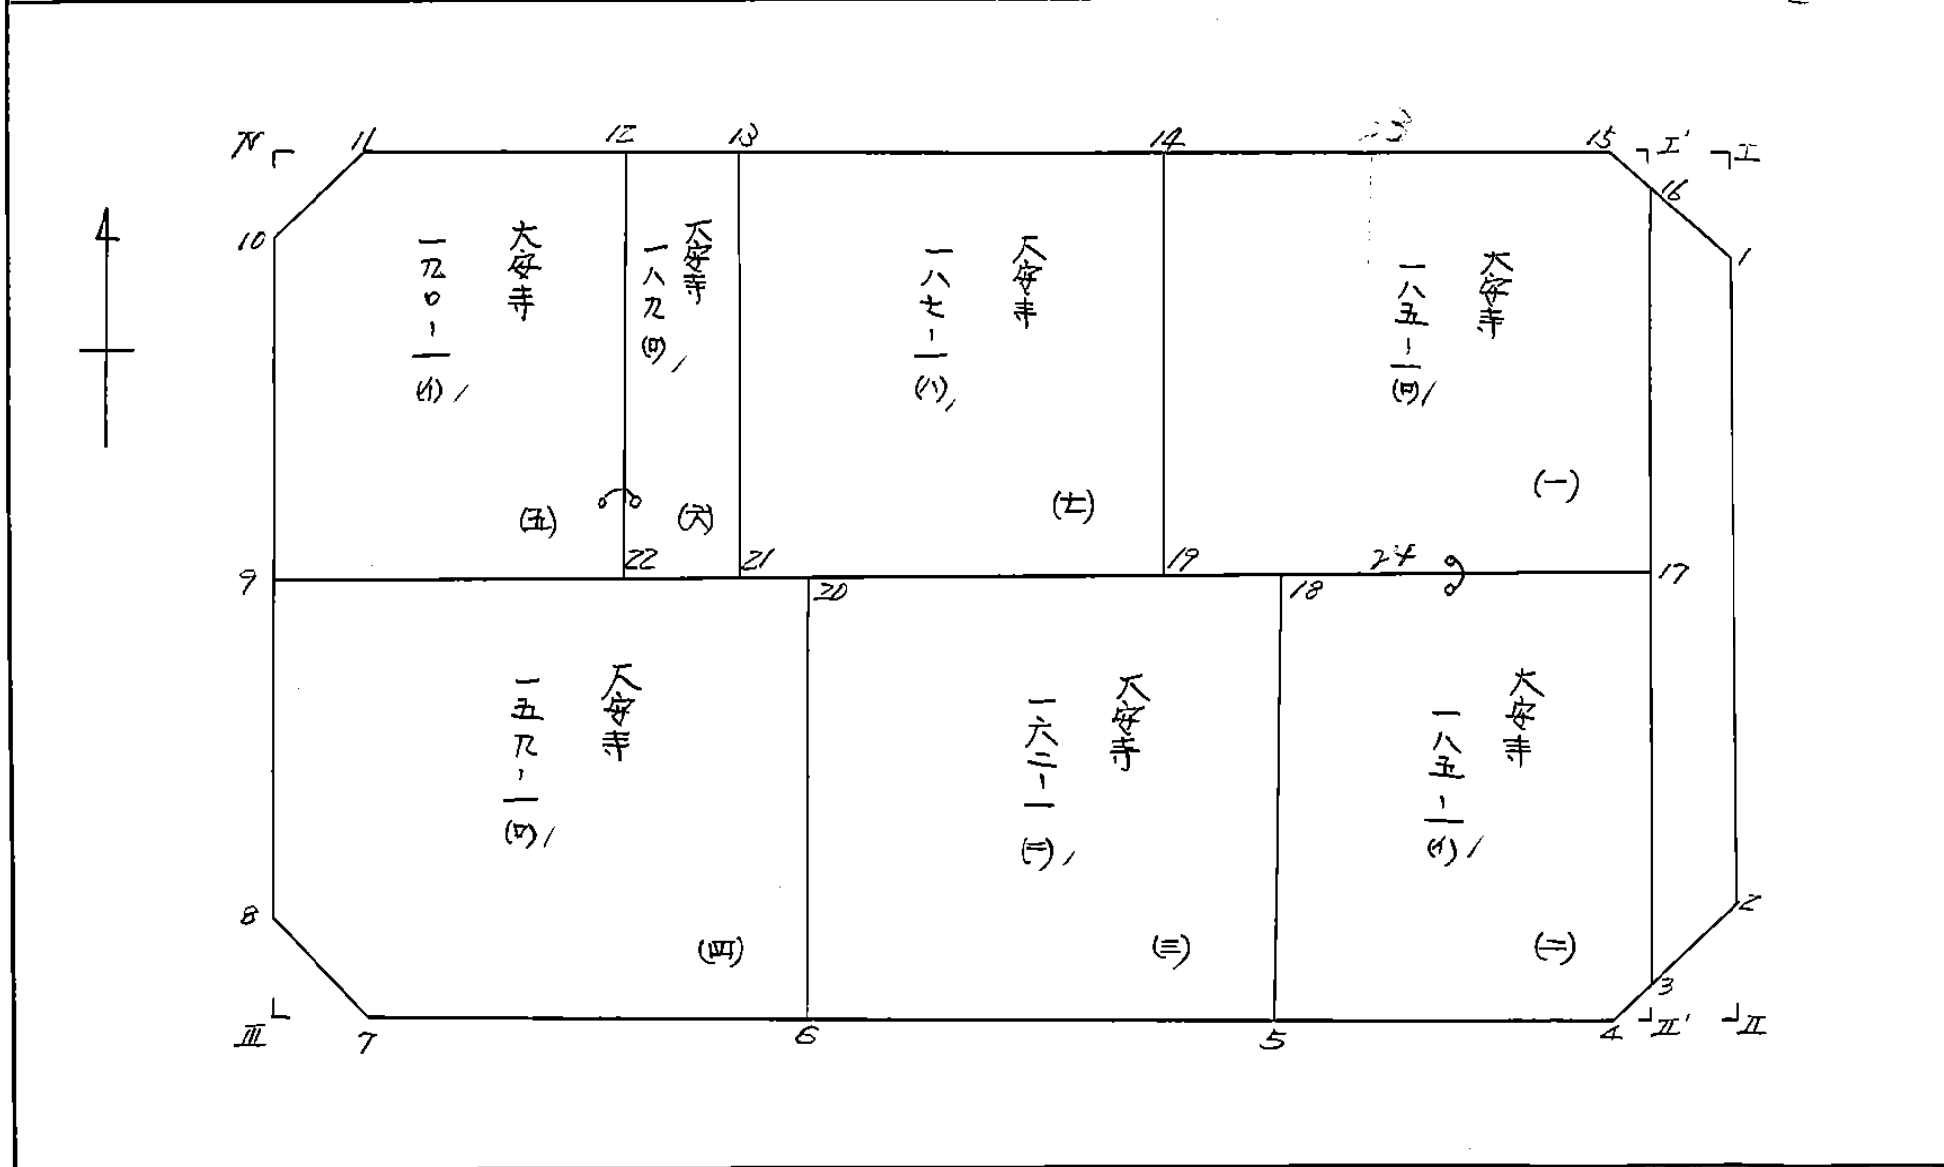 IV
11
12
13
14
23
15
I'
I
16
10
1
大安寺
一九〇-一
(イ)
大安寺
一八九
(ロ)
大安寺
一八七-一
(ハ)
大安寺
一八五-一
(ロ)
(五)
(六)
(七)
(一)
9
22
21
20
19
18
24
17
大安寺
一五九-一
(ロ)
大安寺
一六二-一
(二)
大安寺
一八五-一
(イ)
8
(四)
(三)
(二)
2
3
III
7
6
5
4
II'
II